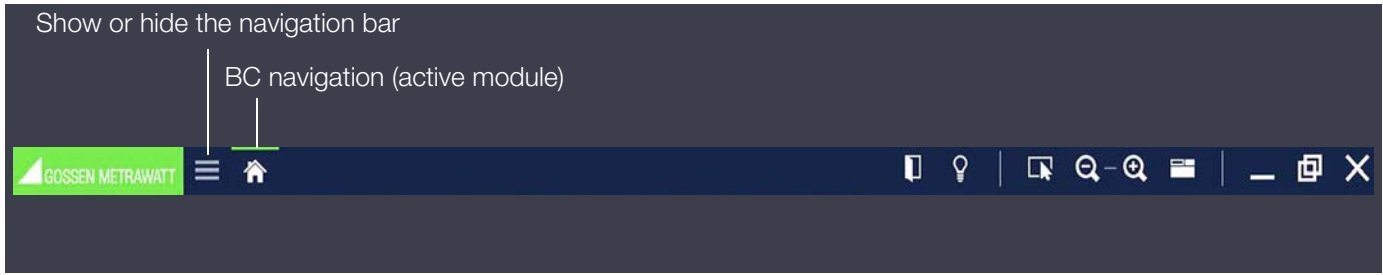 Show or hide the navigation bar
BC navigation (active module)
GOSSEN METRAWATT